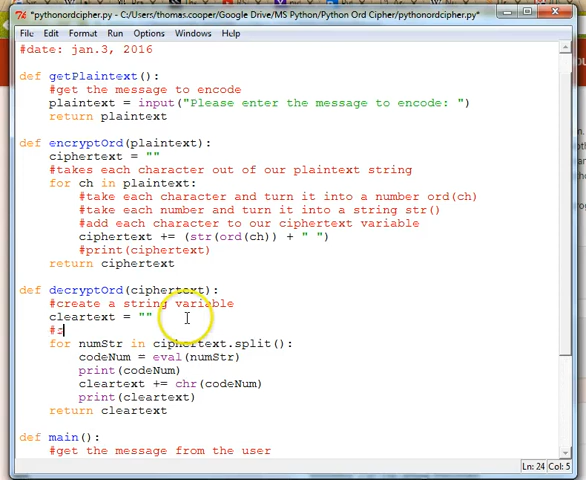 *pythonordcipher.py - C:/Users/thomas.cooper/Google Drive/MS Python/Python Ord Cipher/pythonordcipher.py*
File Edit Format Run Options Windows Help
#date: jan.3, 2016
def getPlaintext():
#get the message to encode
plaintext = input("Please enter the message to encode: ")
return plaintext
def encryptOrd(plaintext):
ciphertext = ""
#takes each character out of our plaintext string
for ch in plaintext:
#take each character and turn it into a number ord(ch)
#take each number and turn it into a string str()
#add each character to our ciphertext variable
ciphertext += (str(ord(ch)) + " ")
#print(ciphertext)
return ciphertext
def decryptOrd(ciphertext):
#create a string variable
cleartext = ""
#s
for numStr in ciphertext.split():
codeNum = eval(numStr)
print(codeNum)
cleartext += chr(codeNum)
print(cleartext)
return cleartext
def main():
#get the message from the user
Ln: 24 Col: 5